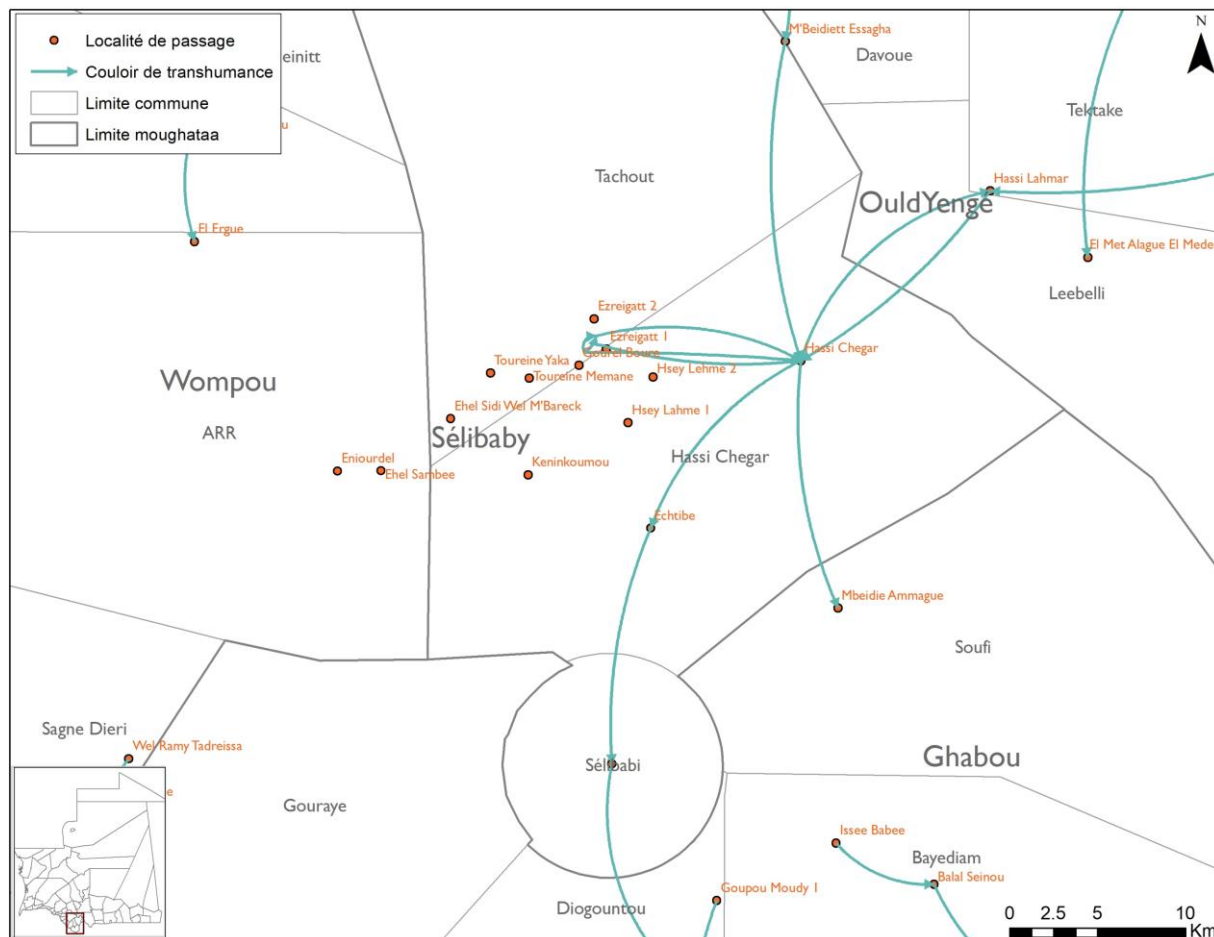 Localité de passage
Couloir de transhumance
Limite commune
Limite moughataa
einitt
u
M'Beidiett Essagha
Davoue
N
Tektake
Tachout
Hassi Lahmar
OuldYenge
El Ergue
El Met Alague El Mede
Leebelli
Ezreigatt 2
Ezreigatt 1
Gourel Boure
Hassi Chegar
Toureine Yaka
Toureine Memane
Hsey Lehme 2
Wompou
ARR
Ehel Sidi Wel M'Bareck
Hsey Lahme 1
Sélibaby
Hassi Chegar
Eniourdel
Ehel Sambee
Keninkoumou
Echtibe
Mbeidie Ammague
Soufi
Sagne Dieri
Wel Ramy Tadreissa
Sélibabi
Ghabou
e
Gouraye
Issee Babee
Bayediam
Balal Seinou
Goupou Moudy 1
Diogountou
0 2.5 5 10
Km